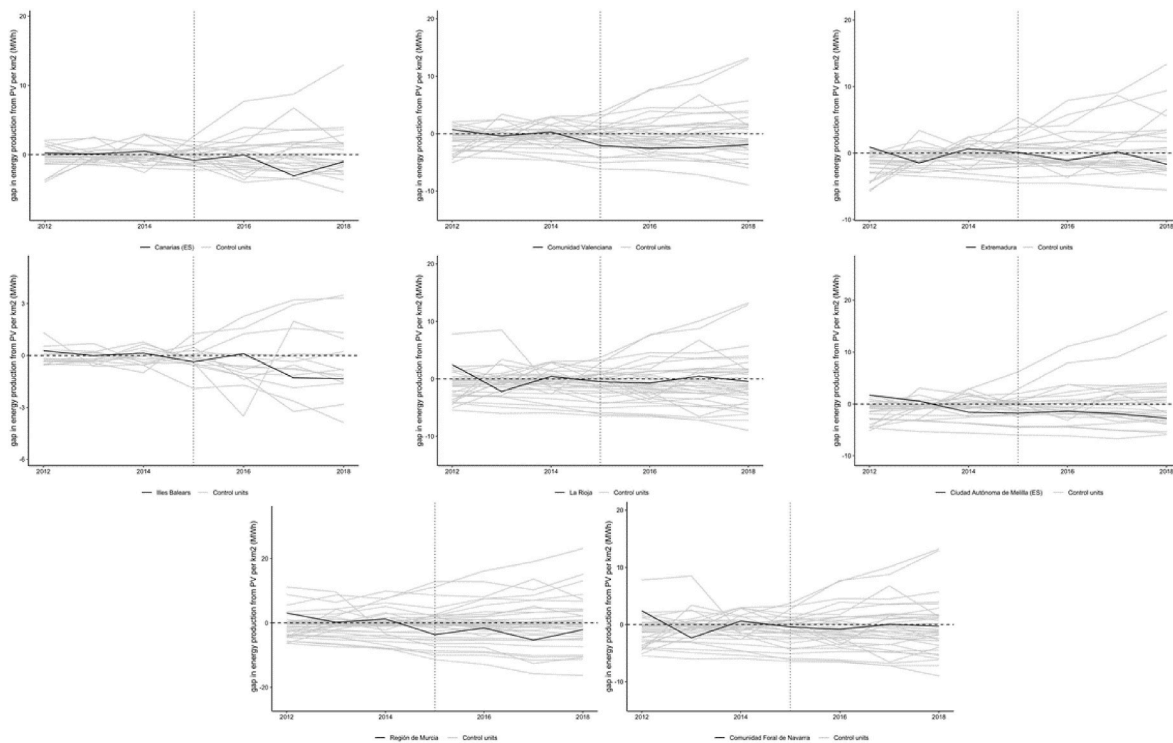 gap in energy production from PV per km2 (MWh)
20
10
0
2012 2014 2016 2018
Canarias (ES) Control units
gap in energy production from PV per km2 (MWh)
20
10
0
-10
2012 2014 2016 2018
Comunidad Valenciana Control units
gap in energy production from PV per km2 (MWh)
20
10
0
-10
2012 2014 2016 2018
Extremadura Control units
gap in energy production from PV per km2 (MWh)
3
0
-3
-6
2012 2014 2016 2018
Illes Balears Control units
gap in energy production from PV per km2 (MWh)
20
10
0
-10
2012 2014 2016 2018
La Rioja Control units
gap in energy production from PV per km2 (MWh)
20
10
0
-10
2012 2014 2016 2018
Ciudad Autónoma de Melilla (ES) Control units
gap in energy production from PV per km2 (MWh)
20
0
-20
2012 2014 2016 2018
Región de Murcia Control units
gap in energy production from PV per km2 (MWh)
20
10
0
-10
2012 2014 2016 2018
Comunidad Foral de Navarra Control units